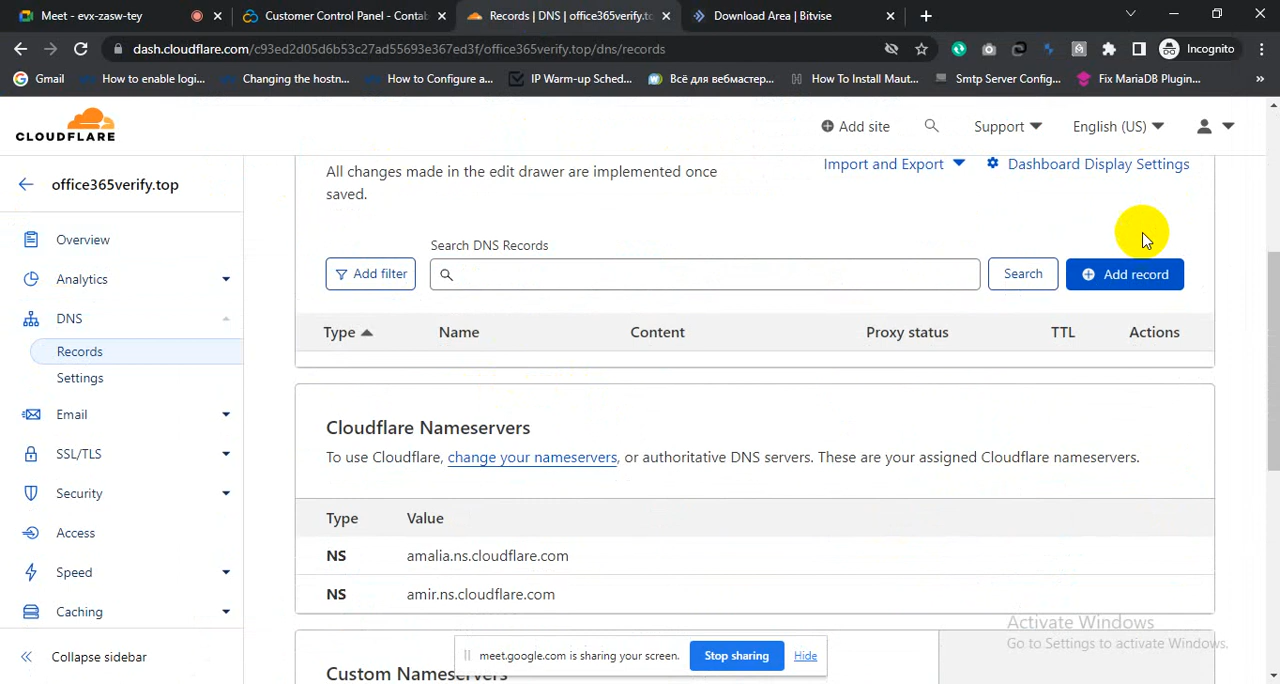 Meet - evx-zasw-tey
Customer Control Panel - Contab
Records | DNS | office365verify.to
Download Area | Bitvise
dash.cloudflare.com/c93ed2d05d6b53c27ad55693e367ed3f/office365verify.top/dns/records
Incognito
Gmail
How to enable logi...
Changing the hostn...
How to Configure a...
IP Warm-up Sched...
Всё для вебмастер...
How To Install Maut...
Smtp Server Config...
Fix MariaDB Plugin...
»
CLOUDFLARE
Add site
Support
English (US)
office365verify.top
Overview
Analytics
DNS
Records
Settings
Email
SSL/TLS
Security
Access
Speed
Caching
Collapse sidebar
All changes made in the edit drawer are implemented once
saved.
Import and Export
Dashboard Display Settings
Search DNS Records
Add filter
Search
Add record
Type Name Content Proxy status TTL Actions
Cloudflare Nameservers
To use Cloudflare, change your nameservers, or authoritative DNS servers. These are your assigned Cloudflare nameservers.
Type Value
NS amalia.ns.cloudflare.com
NS amir.ns.cloudflare.com
Custom Nameservers
Activate Windows
Go to Settings to activate Windows.
meet.google.com is sharing your screen.
Stop sharing
Hide